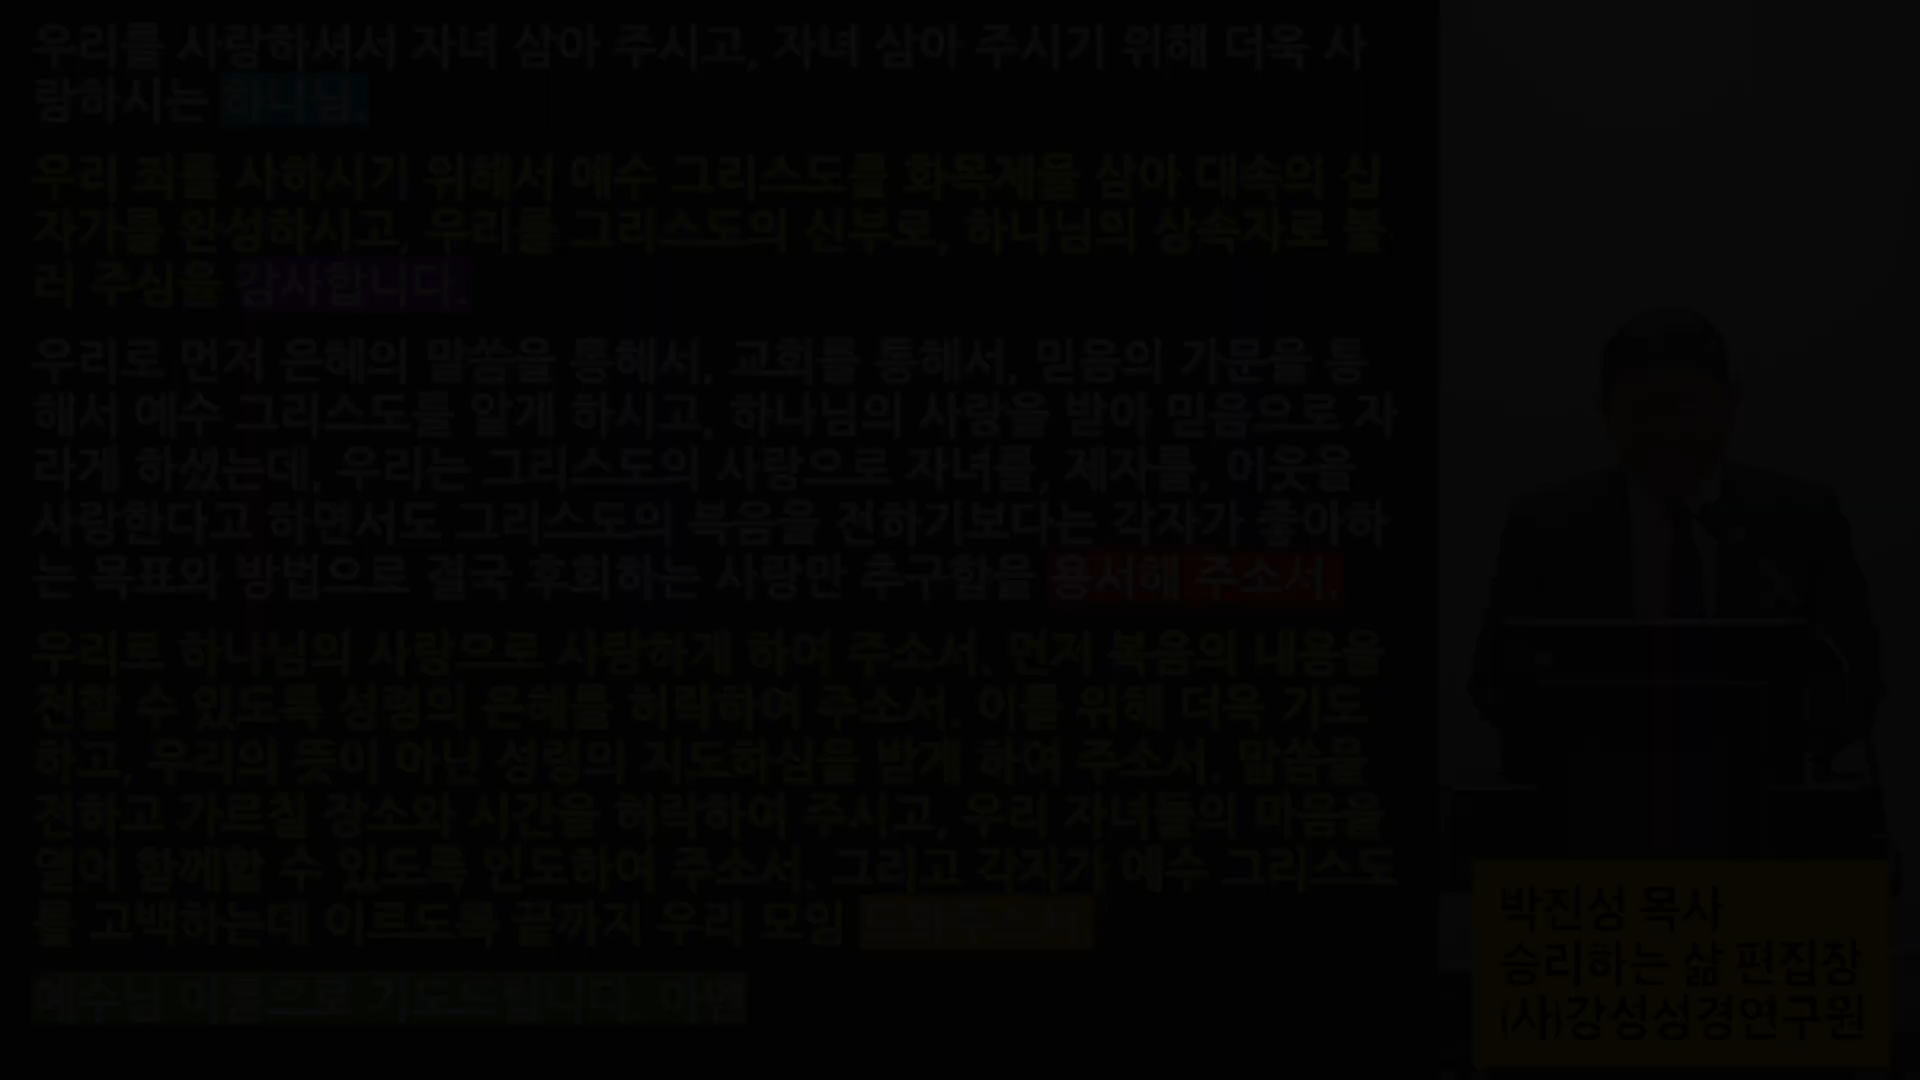 우리를 사랑하셔서 자녀 삼아 주시고, 자녀 삼아 주시기 위해 더욱 사
랑하시는 하나님.
우리 죄를 사하시기 위해서 예수 그리스도를 화목제물 삼아 대속의 십
자가를 완성하시고, 우리를 그리스도의 신부로, 하나님의 상속자로 불
러 주심을 감사합니다.
우리로 먼저 은혜의 말씀을 통해서, 교회를 통해서, 믿음의 가문을 통
해서 예수 그리스도를 알게 하시고, 하나님의 사랑을 받아 믿음으로 자
라게 하셨는데, 우리는 그리스도의 사랑으로 자녀를, 제자를, 이웃을
사랑한다고 하면서도 그리스도의 복음을 전하기보다는 각자가 좋아하
는 목표와 방법으로 결국 후회하는 사랑만 추구함을 용서해 주소서.
우리로 하나님의 사랑으로 사랑하게 하여 주소서. 먼저 복음의 내용을
전할 수 있도록 성령의 은혜를 허락하여 주소서. 이를 위해 더욱 기도
하고, 우리의 뜻이 아닌 성령의 지도하심을 받게 하여 주소서. 말씀을
전하고 가르칠 장소와 시간을 허락하여 주시고, 우리 자녀들의 마음을
열어 함께할 수 있도록 인도하여 주소서. 그리고 각자가 예수 그리스도
를 고백하는데 이르도록 끝까지 우리 모임 도와주소서.
예수님 이름으로 기도드립니다. 아멘
박진성 목사
승리하는 삶 편집장
(사)강성성경연구원